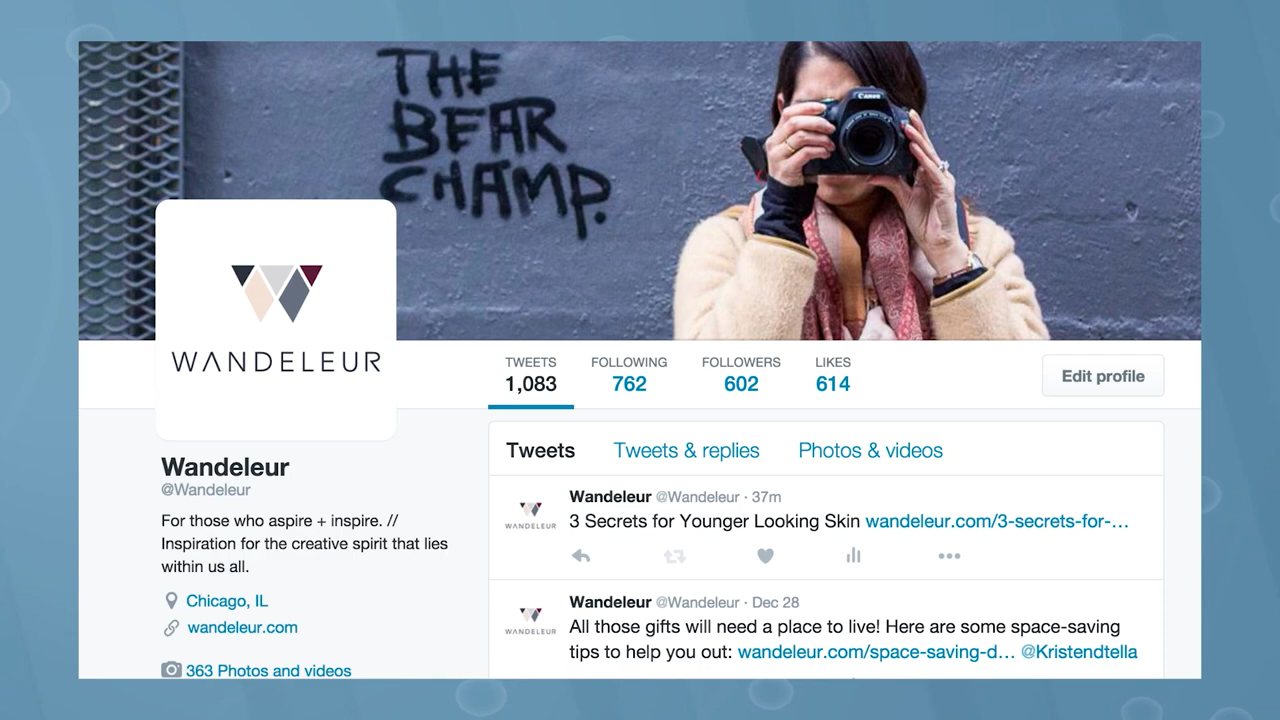 THE
BEAR
CHAMP.
Canon
WANDELEUR
TWEETS FOLLOWING FOLLOWERS LIKES
1,083 762 602 614
Edit profile
Wandeleur
@Wandeleur
For those who aspire + inspire. //
Inspiration for the creative spirit that lies
within us all.
Chicago, IL
wandeleur.com
363 Photos and videos
Tweets Tweets & replies Photos & videos
WANDELEUR
Wandeleur @Wandeleur · 37m
3 Secrets for Younger Looking Skin wandeleur.com/3-secrets-for-…
WANDELEUR
Wandeleur @Wandeleur · Dec 28
All those gifts will need a place to live! Here are some space-saving
tips to help you out: wandeleur.com/space-saving-d… @Kristendtella